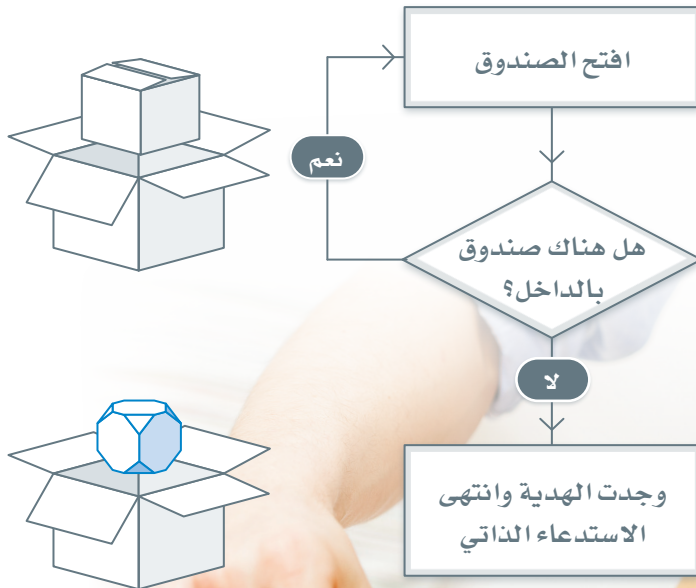 افتح الصندوق
نعم
هل هناك صندوق
بالداخل؟
لا
وجدت الهدية وانتهى
الاستدعاء الذاتي